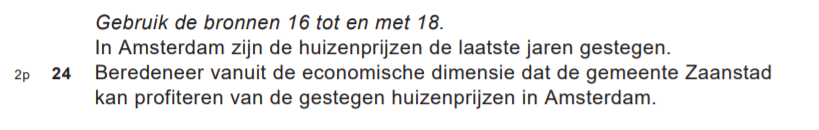 Gebruik de bronnen 16 tot en met 18.
In Amsterdam zijn de huizenprijzen de laatste jaren gestegen.
2p 24 Beredeneer vanuit de economische dimensie dat de gemeente Zaanstad
kan profiteren van de gestegen huizenprijzen in Amsterdam.